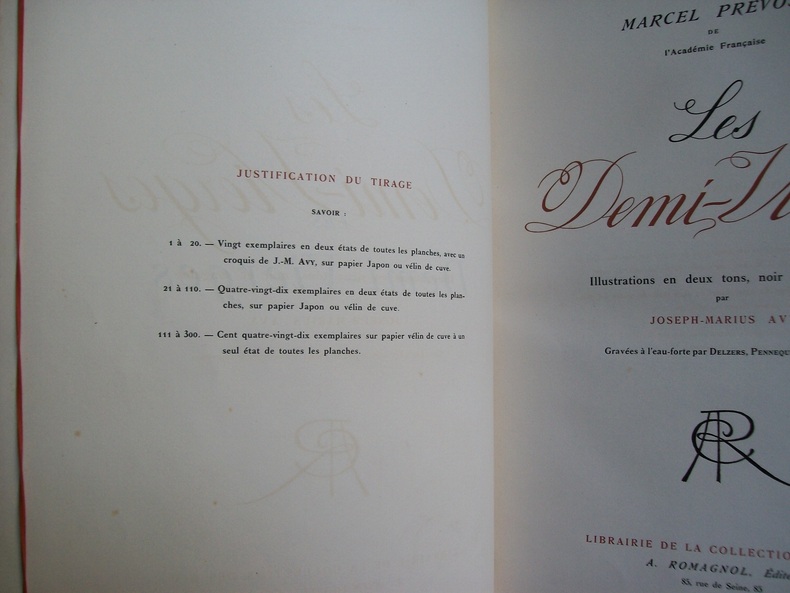 JUSTIFICATION DU TIRAGE
SAVOIR :
1 à 20. — Vingt exemplaires en deux états de toutes les planches, avec un
croquis de J.-M. AVY, sur papier Japon ou vélin de cuve.
21 à 110. — Quatre-vingt-dix exemplaires en deux états de toutes les plan-
ches, sur papier Japon ou vélin de cuve.
111 à 300. — Cent quatre-vingt-dix exemplaires sur papier vélin de cuve à un
seul état de toutes les planches.
MARCEL PRÉVOS
DE
l'Académie Française
Les
Demi-
Illustrations en deux tons, noir
par
JOSEPH-MARIUS AV
Gravées à l'eau-forte par DELZERS, PENNEQU
AR
LIBRAIRIE DE LA COLLECTIO
A. ROMAGNOL, Édite
85, rue de Seine, 85